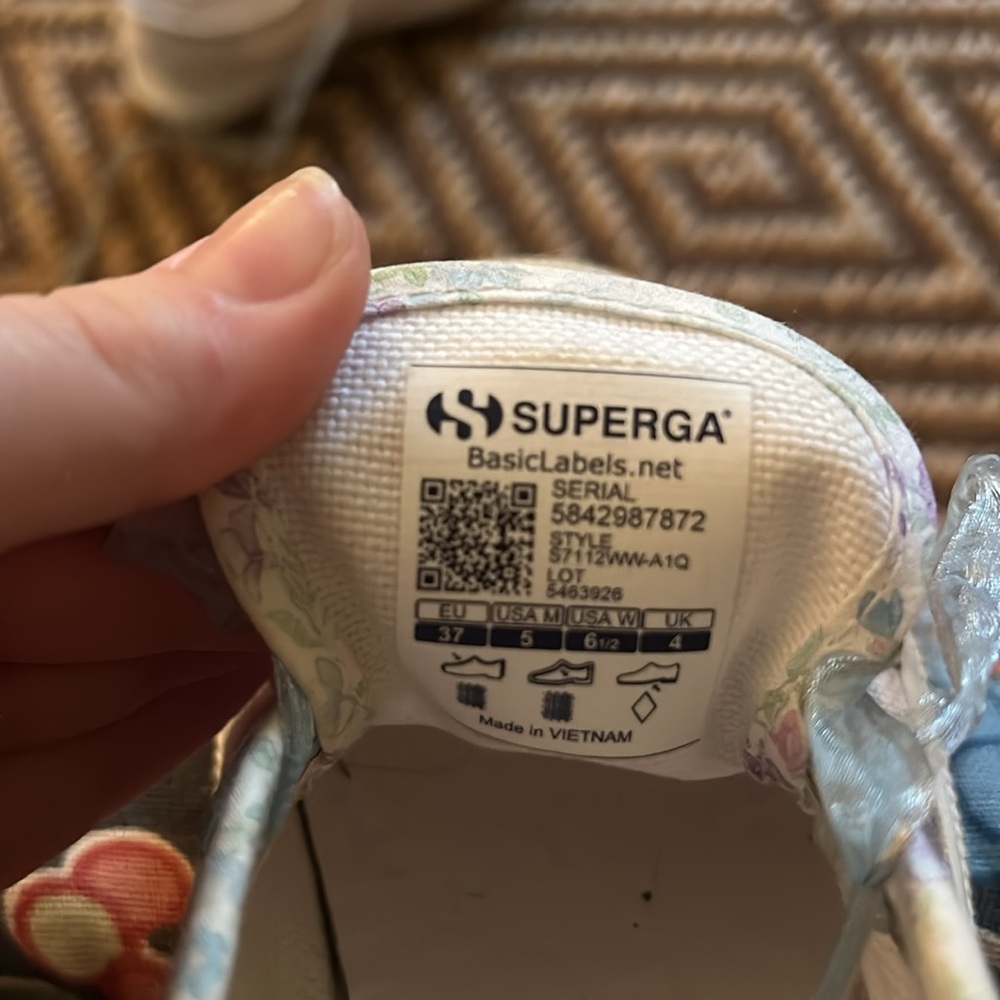 SUPERGA®
BasicLabels.net
SERIAL
5842987872
STYLE
S7112WW-A1Q
LOT
5463926
EU USA M USA W UK
37 5 6 1/2 4
Made in VIETNAM